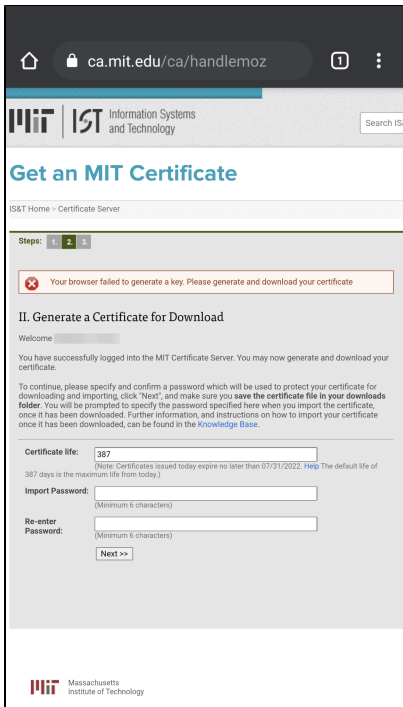 ca.mit.edu/ca/handlemoz
1
MIT IST Information Systems
and Technology
Search IS&
Get an MIT Certificate
IS&T Home > Certificate Server
Steps: 1. 2. 3.
Your browser failed to generate a key. Please generate and download your certificate
II. Generate a Certificate for Download
Welcome
You have successfully logged into the MIT Certificate Server. You may now generate and download your
certificate.
To continue, please specify and confirm a password which will be used to protect your certificate for
downloading and importing, click "Next", and make sure you save the certificate file in your downloads
folder. You will be prompted to specify the password specified here when you import the certificate,
once it has been downloaded. Further information, and instructions on how to import your certificate
once it has been downloaded, can be found in the Knowledge Base.
Certificate life: 387
(Note: Certificates issued today expire no later than 07/31/2022. Help The default life of
387 days is the maximum life from today.)
Import Password:
(Minimum 6 characters)
Re-enter
Password:
(Minimum 6 characters)
Next >>
Massachusetts
Institute of Technology